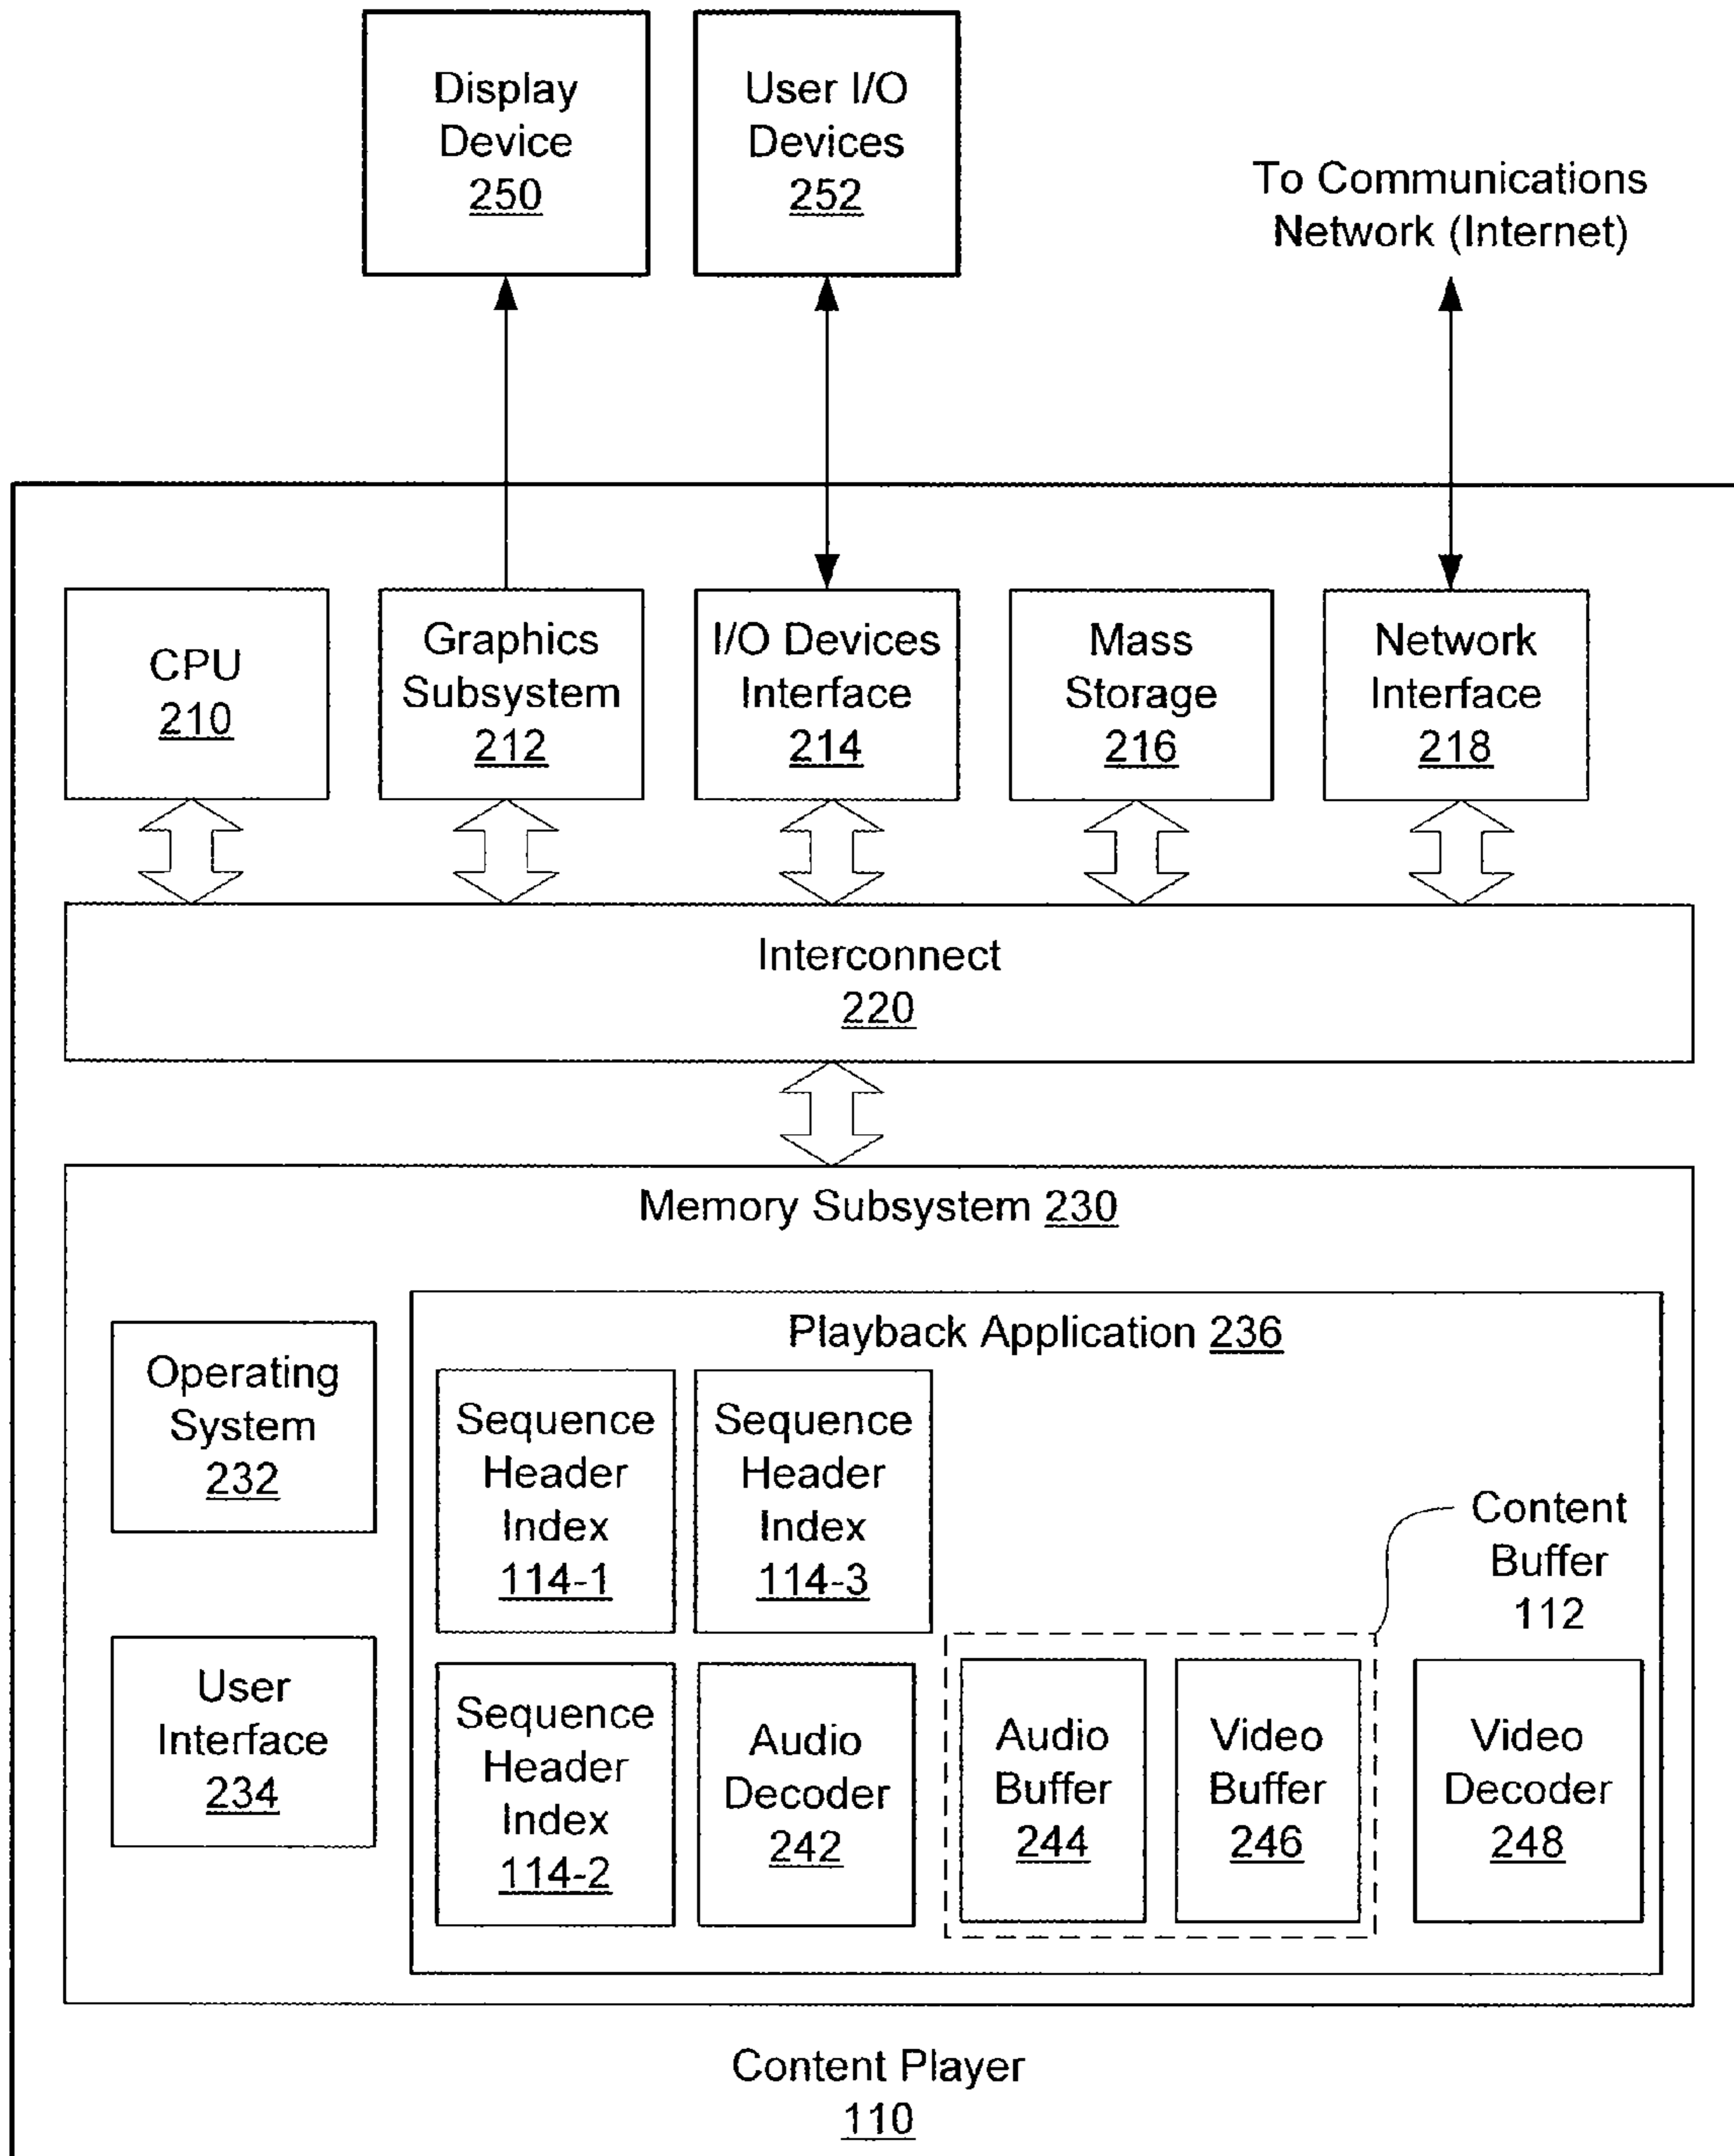 Display
Device
250
User I/O
Devices
252
To Communications
Network (Internet)
CPU
210
Graphics
Subsystem
212
I/O Devices
Interface
214
Mass
Storage
216
Network
Interface
218
Interconnect
220
Memory Subsystem 230
Operating
System
232
User
Interface
234
Playback Application 236
Sequence
Header
Index
114-1
Sequence
Header
Index
114-3
Content
Buffer
112
Sequence
Header
Index
114-2
Audio
Decoder
242
Audio
Buffer
244
Video
Buffer
246
Video
Decoder
248
Content Player
110